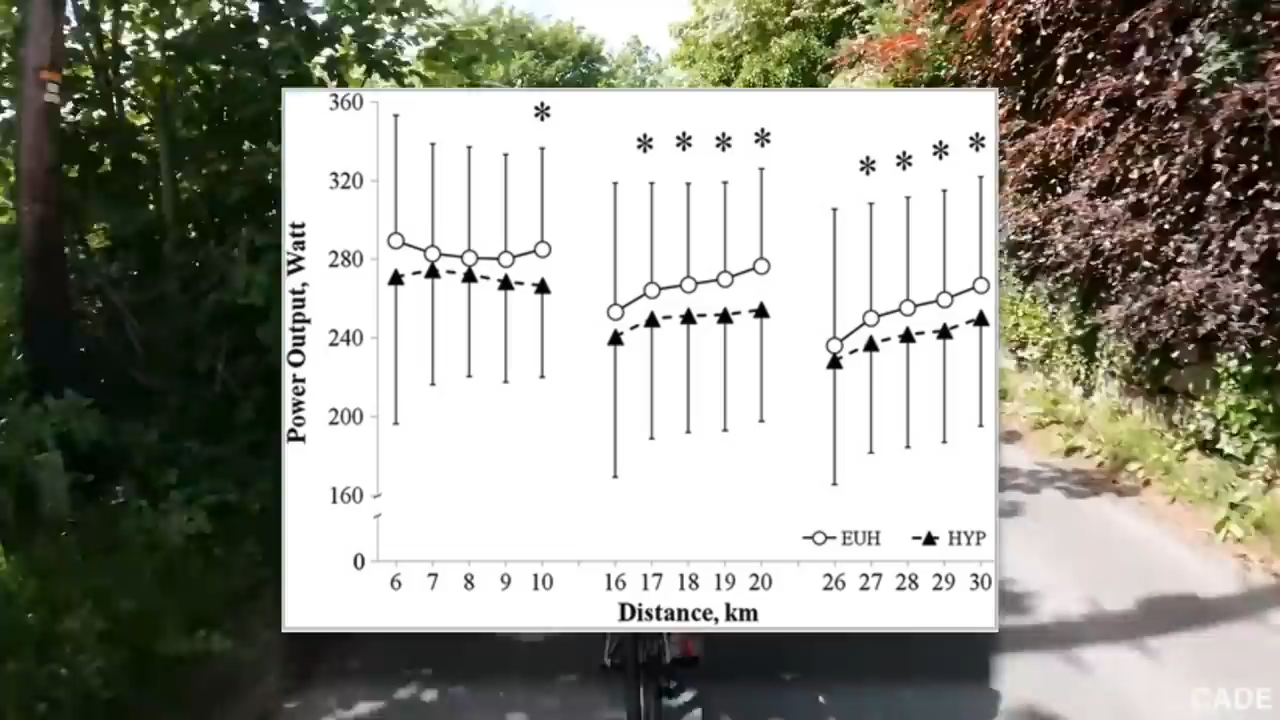 360
320
280
240
200
160
0
Power Output, Watt
*
* * * *
* * * *
EUH HYP
6 7 8 9 10 16 17 18 19 20 26 27 28 29 30
Distance, km
CADE